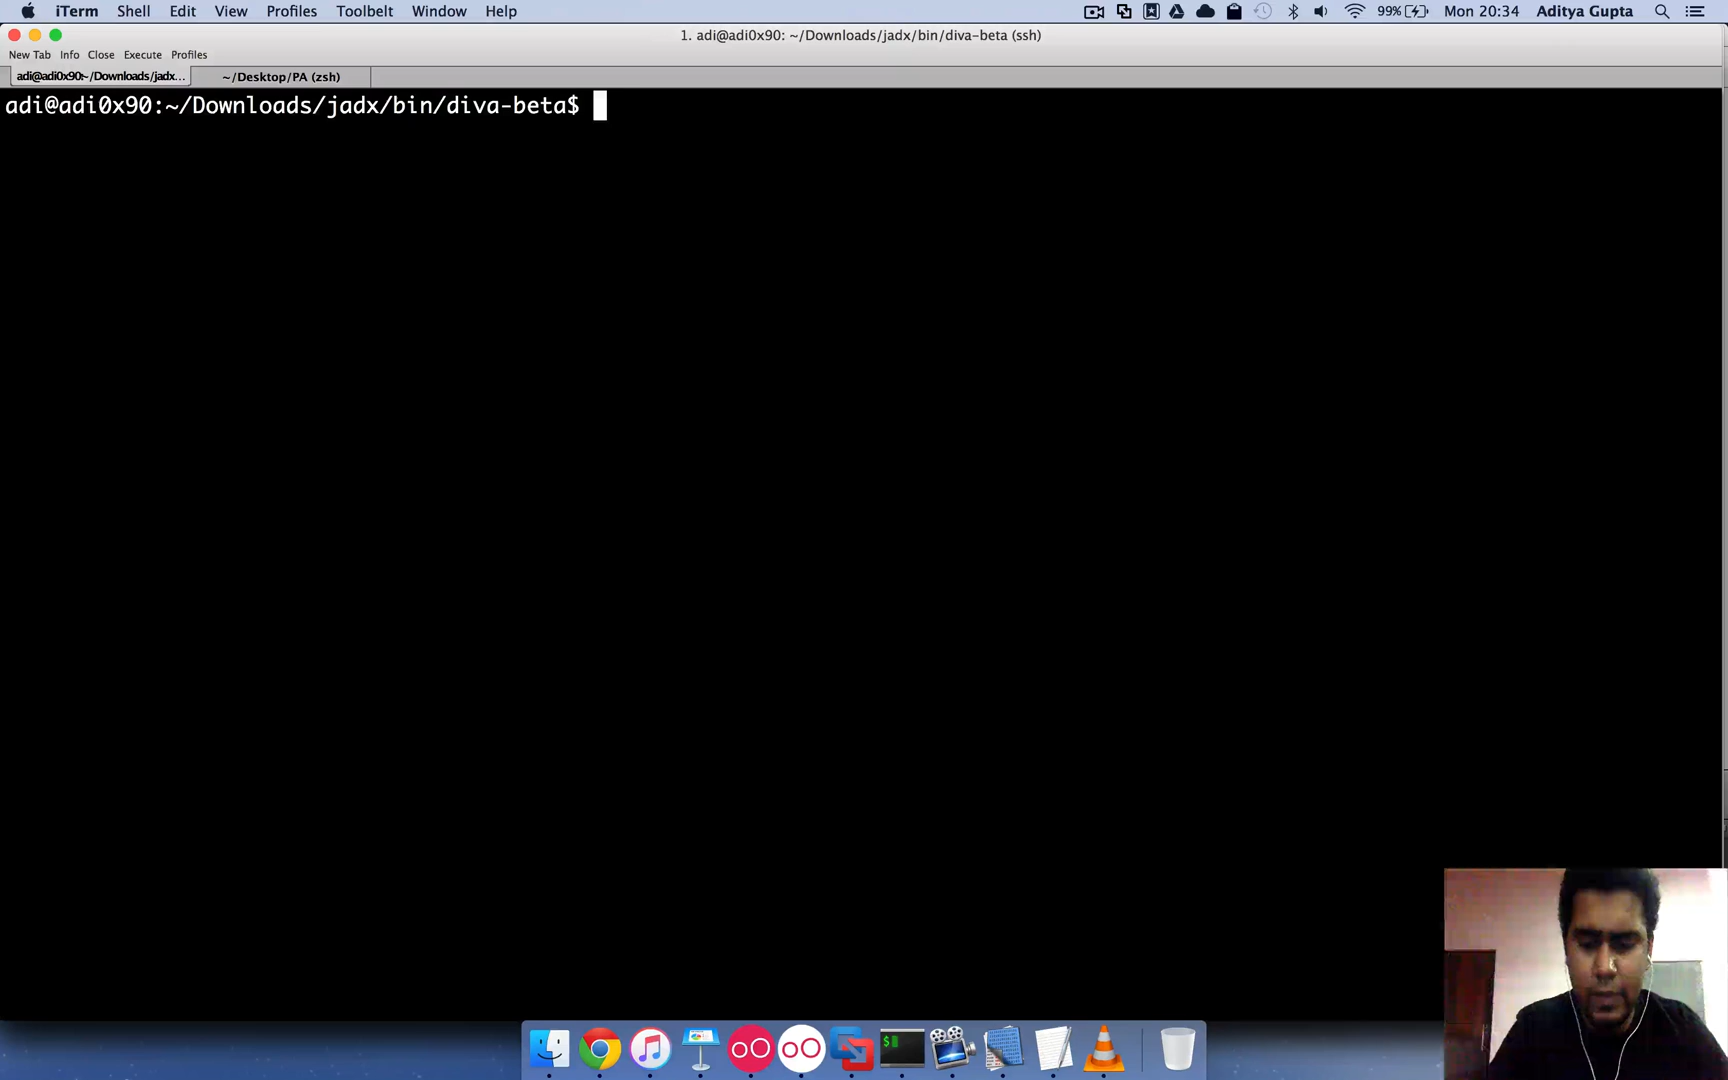 iTerm Shell Edit View Profiles Toolbelt Window Help 99% Mon 20:34 Aditya Gupta
1. adi@adi0x90: ~/Downloads/jadx/bin/diva-beta (ssh)
New Tab Info Close Execute Profiles
adi@adi0x90:~/Downloads/jadx... ~/Desktop/PA (zsh)
adi@adi0x90:~/Downloads/jadx/bin/diva-beta$